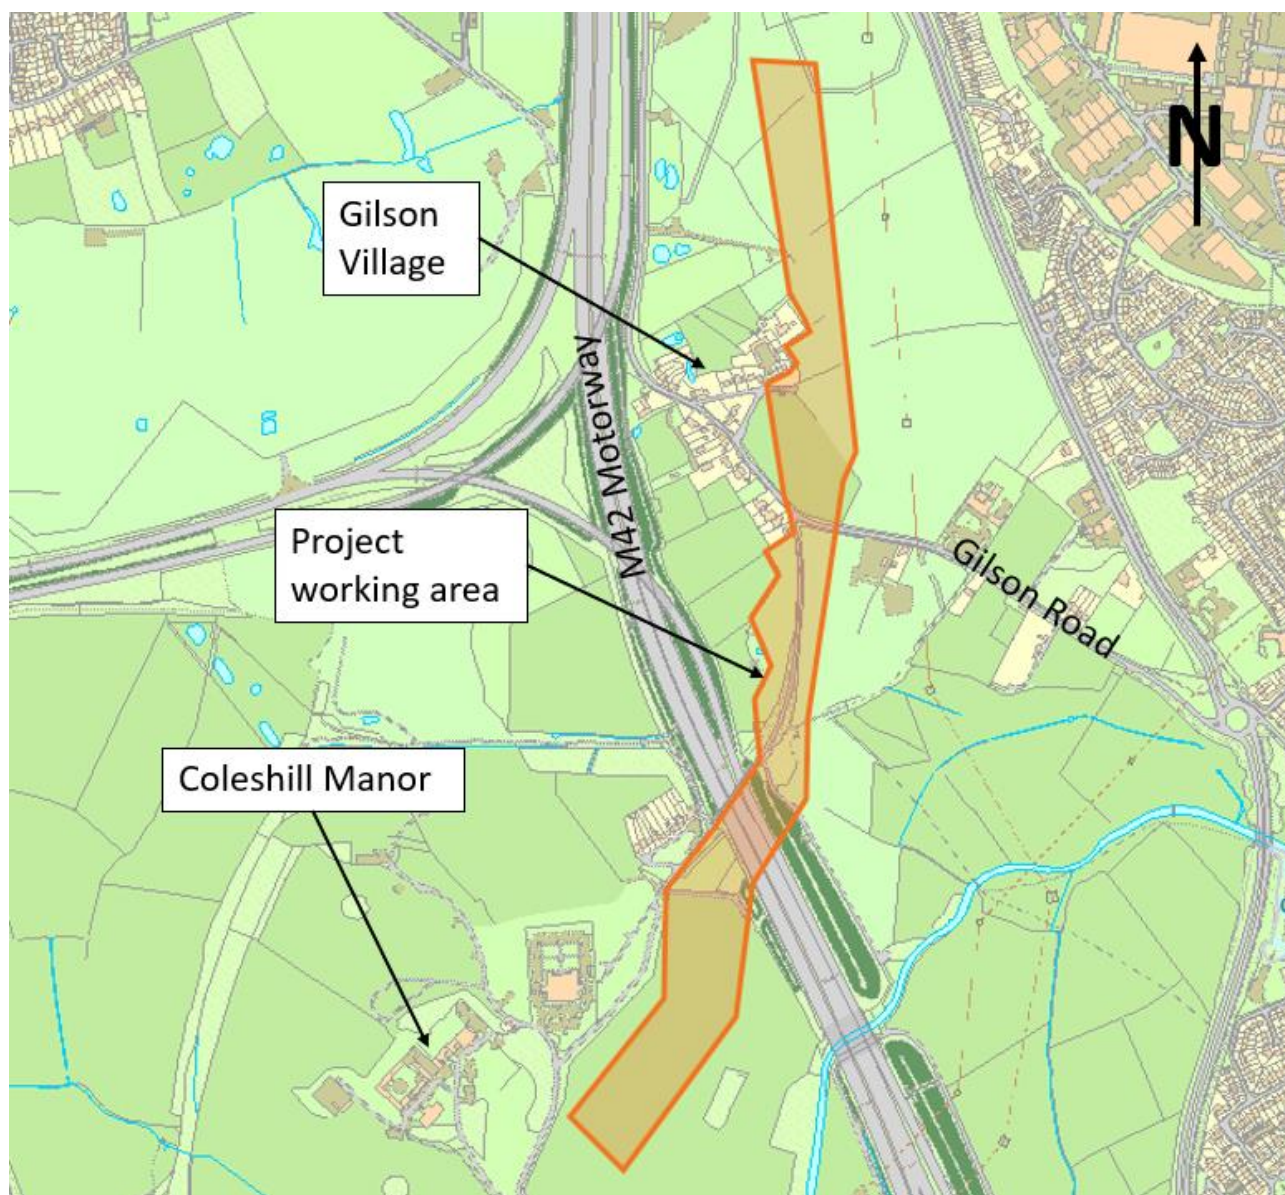 N
Gilson
Village
M42 Motorway
Project
working area
Gilson Road
Coleshill Manor